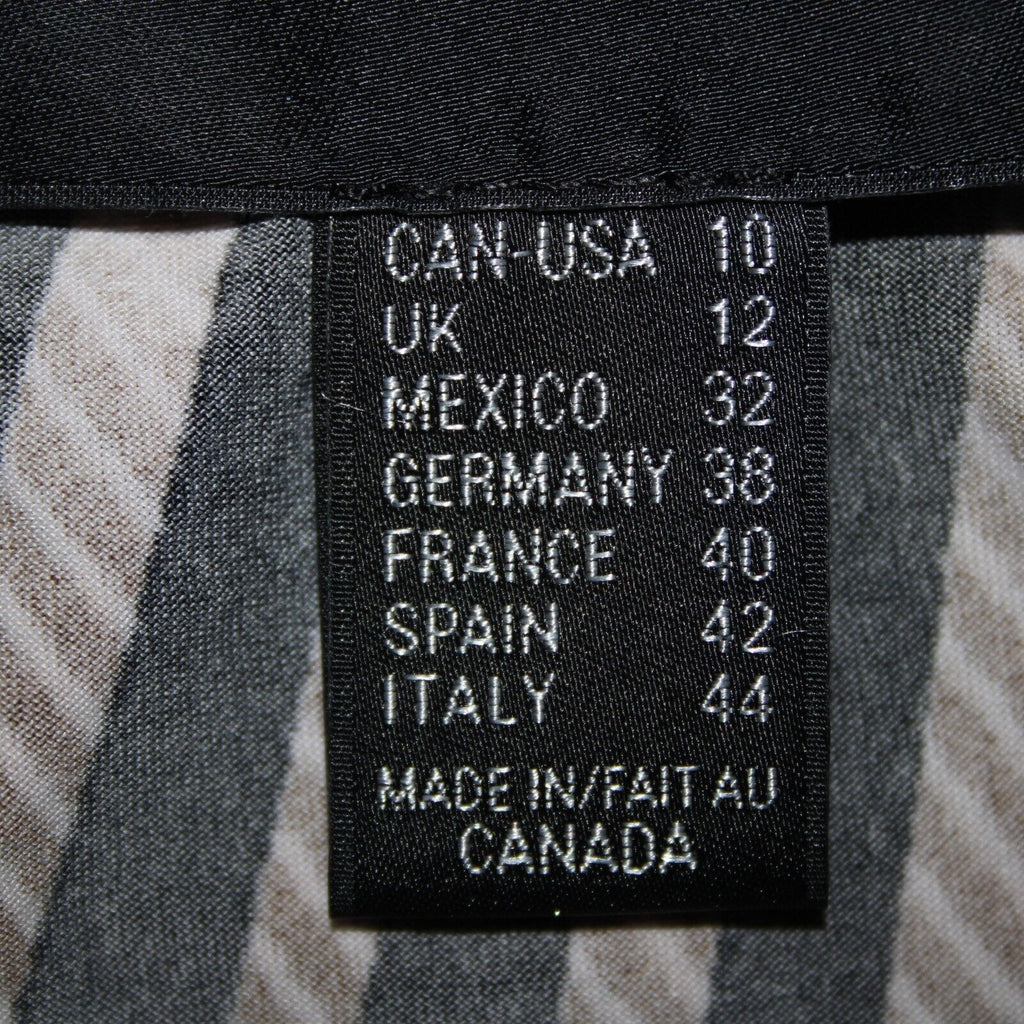 CAN-USA 10
UK 12
MEXICO 32
GERMANY 38
FRANCE 40
SPAIN 42
ITALY 44
MADE IN/FAIT AU
CANADA